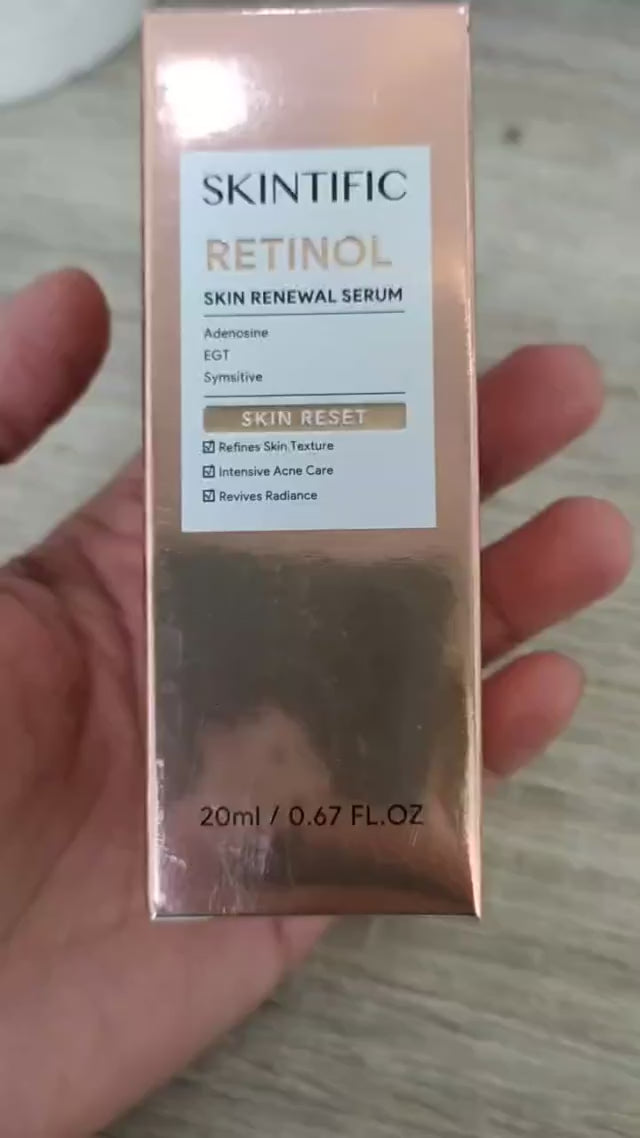 SKINTIFIC
RETINOL
SKIN RENEWAL SERUM
Adenosine
EGT
Symsitive
SKIN RESET
Refines Skin Texture
Intensive Acne Care
Revives Radiance
20ml / 0.67 FL.OZ